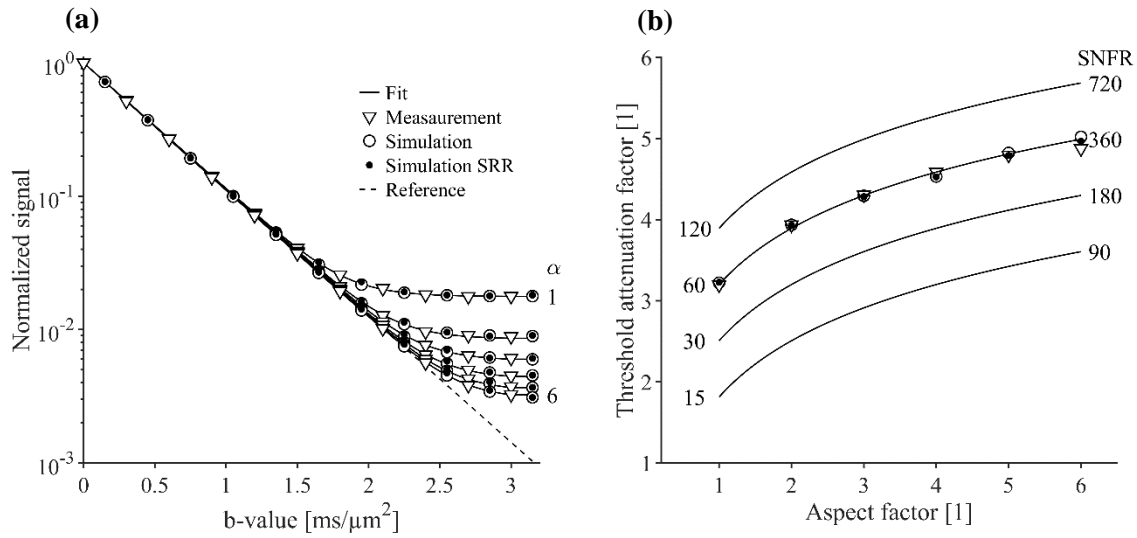 (a)
Normalized signal
10^0
10^-1
10^-2
10^-3
0
0.5
1
1.5
2
2.5
3
b-value [ms/µm^2]
Fit
Measaurement
Simulation
Simulation SRR
Reference
α
1
6
(b)
Threshold attenuation factor [1]
6
5
4
3
2
1
1
2
3
4
5
6
Aspect factor [1]
SNFR
720
360
180
90
120
60
30
15